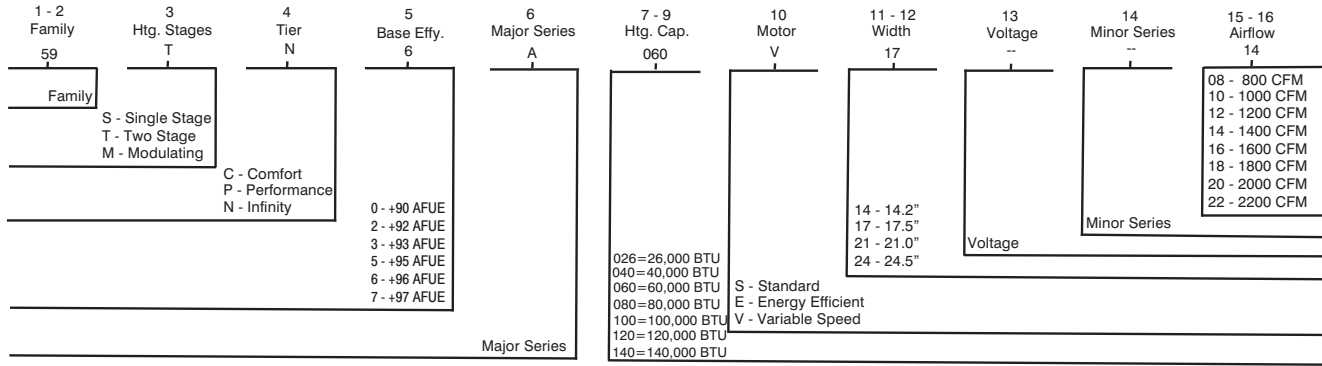 1 - 2 3 4 5 6 7 - 9 10 11 - 12 13 14 15 - 16
Family Htg. Stages Tier Base Effy. Major Series Htg. Cap. Motor Width Voltage Minor Series Airflow
59 T N 6 A 060 V 17 -- -- 14
Family
S - Single Stage
T - Two Stage
M - Modulating
C - Comfort
P - Performance
N - Infinity
0 - +90 AFUE
2 - +92 AFUE
3 - +93 AFUE
5 - +95 AFUE
6 - +96 AFUE
7 - +97 AFUE
Major Series
026=26,000 BTU
040=40,000 BTU
060=60,000 BTU
080=80,000 BTU
100=100,000 BTU
120=120,000 BTU
140=140,000 BTU
S - Standard
E - Energy Efficient
V - Variable Speed
14 - 14.2”
17 - 17.5”
21 - 21.0”
24 - 24.5”
Voltage
Minor Series
08 - 800 CFM
10 - 1000 CFM
12 - 1200 CFM
14 - 1400 CFM
16 - 1600 CFM
18 - 1800 CFM
20 - 2000 CFM
22 - 2200 CFM